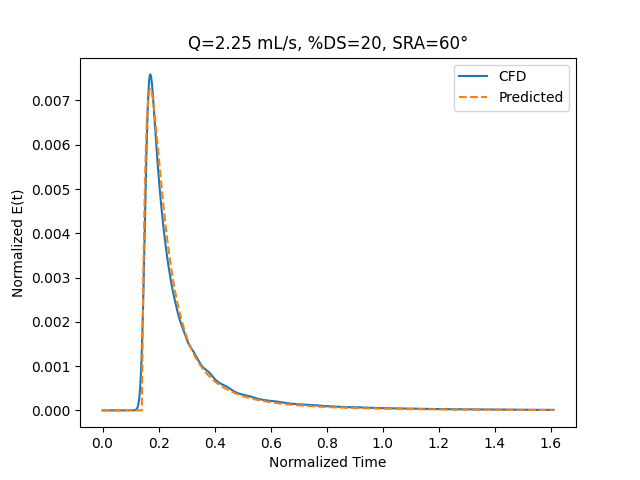 Q=2.25 mL/s, %DS=20, SRA=60°
CFD
Predicted
0.007
0.006
0.005
0.004
0.003
0.002
0.001
0.000
Normalized E(t)
0.0 0.2 0.4 0.6 0.8 1.0 1.2 1.4 1.6
Normalized Time